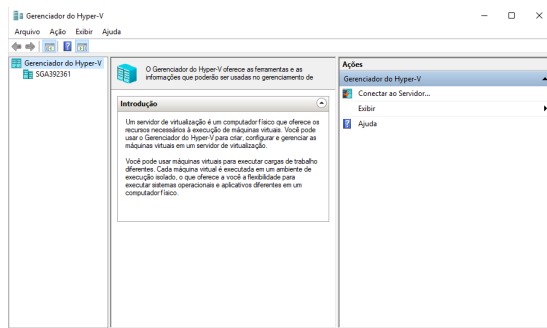 Gerenciador do Hyper-V
Arquivo Ação Exibir Ajuda
Gerenciador do Hyper-V
SGA392361
O Gerenciador do Hyper-V oferece as ferramentas e as
informações que poderão ser usadas no gerenciamento de
Introdução
Um servidor de virtualização é um computador físico que oferece os
recursos necessários à execução de máquinas virtuais. Você pode
usar o Gerenciador do Hyper-V para criar, configurar e gerenciar as
máquinas virtuais em um servidor de virtualização.
Você pode usar máquinas virtuais para executar cargas de trabalho
diferentes. Cada máquina virtual é executada em um ambiente de
execução isolado, o que oferece a você a flexibilidade para
executar sistemas operacionais e aplicativos diferentes em um
computador físico.
Ações
Gerenciador do Hyper-V
Conectar ao Servidor...
Exibir
Ajuda